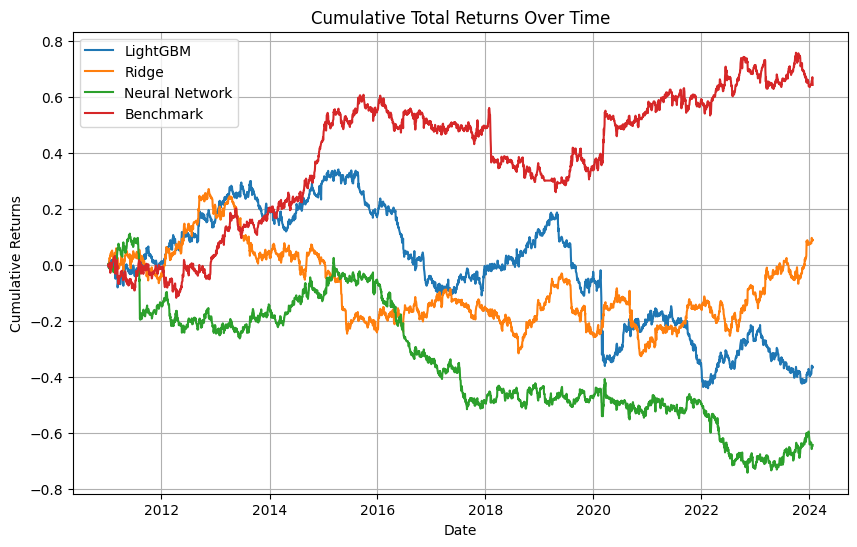 Cumulative Total Returns Over Time
LightGBM
Ridge
Neural Network
Benchmark
Cumulative Returns
0.8
0.6
0.4
0.2
0.0
−0.2
−0.4
−0.6
−0.8
2012 2014 2016 2018 2020 2022 2024
Date